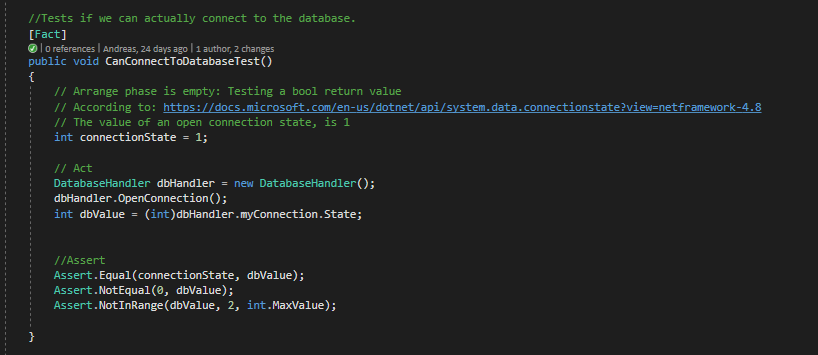 //Tests if we can actually connect to the database.
[Fact]
| 0 references | Andreas, 24 days ago | 1 author, 2 changes
public void CanConnectToDatabaseTest()
{
// Arrange phase is empty: Testing a bool return value
// According to: https://docs.microsoft.com/en-us/dotnet/api/system.data.connectionstate?view=netframework-4.8
// The value of an open connection state, is 1
int connectionState = 1;
// Act
DatabaseHandler dbHandler = new DatabaseHandler();
dbHandler.OpenConnection();
int dbValue = (int)dbHandler.myConnection.State;
//Assert
Assert.Equal(connectionState, dbValue);
Assert.NotEqual(0, dbValue);
Assert.NotInRange(dbValue, 2, int.MaxValue);
}